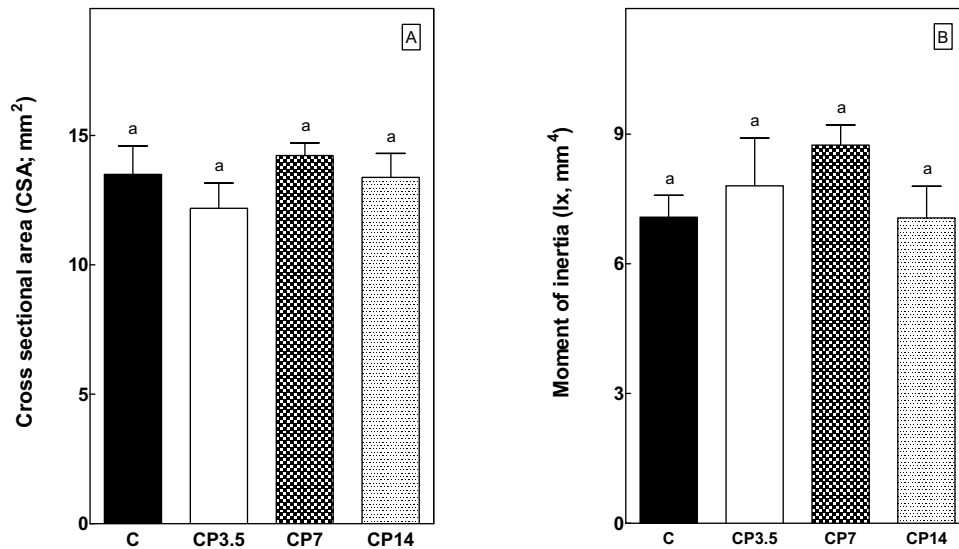 A
Cross sectional area (CSA; mm²)
15
10
5
0
a
a
a
a
C
CP3.5
CP7
CP14
B
Moment of inertia (Ix, mm⁴)
9
6
3
0
a
a
a
a
C
CP3.5
CP7
CP14